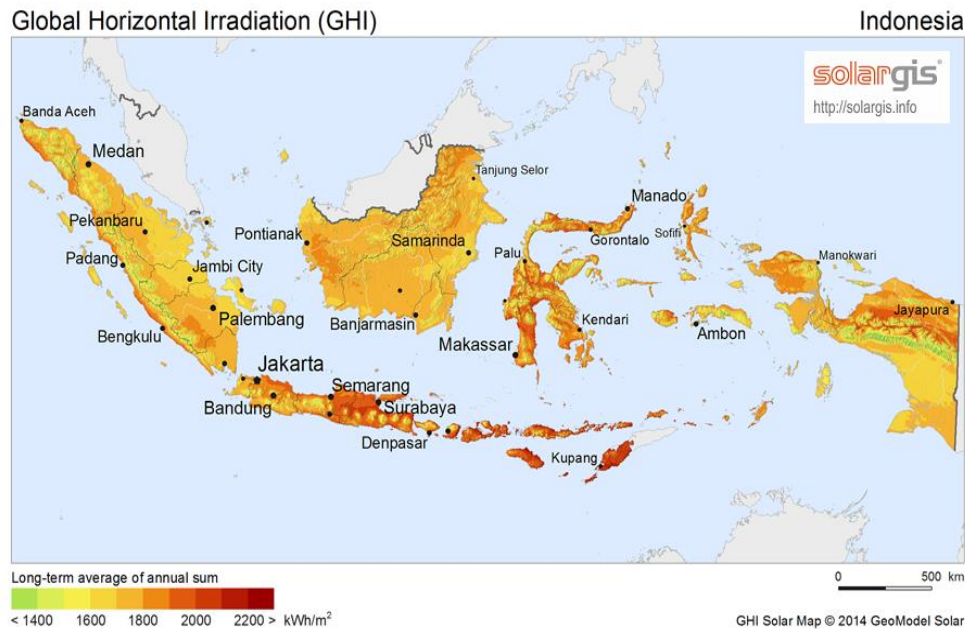 Global Horizontal Irradiation (GHI)
Indonesia
solargis
http://solargis.info
Banda Aceh
Medan
Tanjung Selor
Pekanbaru
Pontianak
Samarinda
Manado
Gorontalo
Sofifi
Padang
Jambi City
Palu
Manokwari
Palembang
Bengkulu
Banjarmasin
Kendari
Ambon
Jayapura
Makassar
Jakarta
Bandung
Semarang
Surabaya
Denpasar
Kupang
Long-term average of annual sum
< 1400 1600 1800 2000 2200 > kWh/m²
0 500 km
GHI Solar Map © 2014 GeoModel Solar